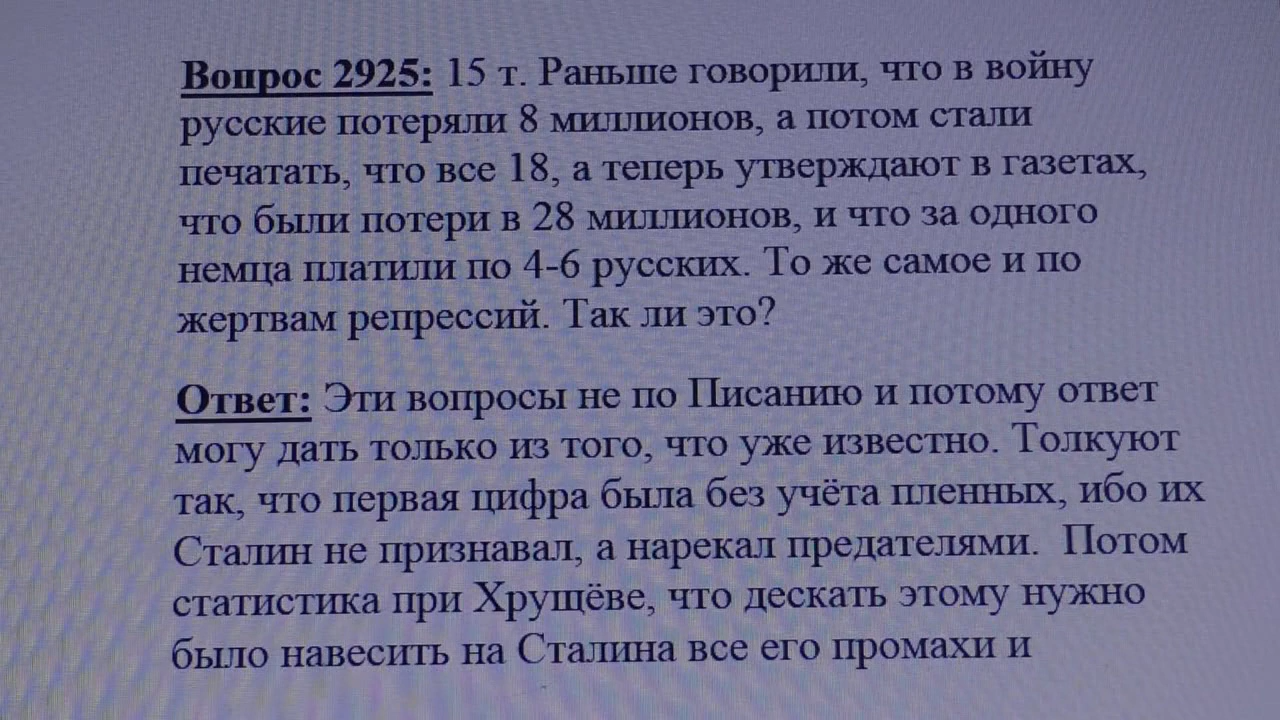 Вопрос 2925: 15 т. Раньше говорили, что в войну
русские потеряли 8 миллионов, а потом стали
печатать, что все 18, а теперь утверждают в газетах,
что были потери в 28 миллионов, и что за одного
немца платили по 4-6 русских. То же самое и по
жертвам репрессий. Так ли это?
Ответ: Эти вопросы не по Писанию и потому ответ
могу дать только из того, что уже известно. Толкуют
так, что первая цифра была без учёта пленных, ибо их
Сталин не признавал, а нарекал предателями. Потом
статистика при Хрущёве, что дескать этому нужно
было навесить на Сталина все его промахи и